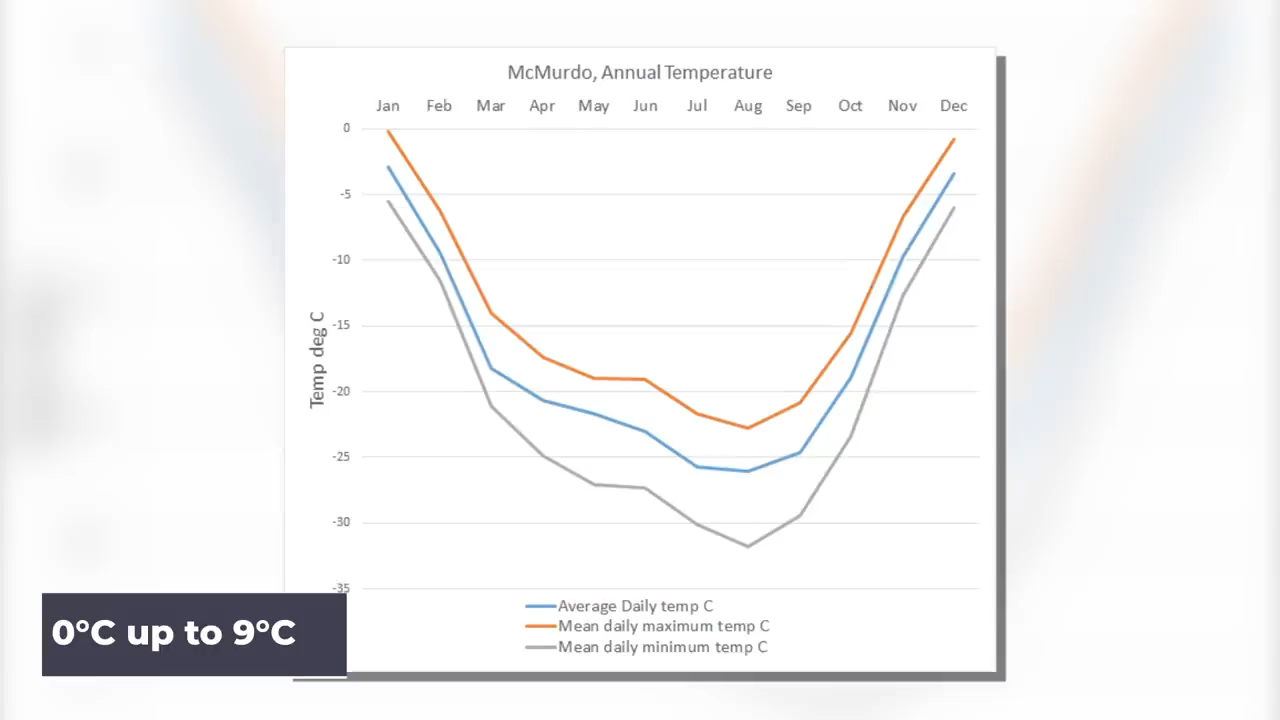 McMurdo, Annual Temperature
Jan Feb Mar Apr May Jun Jul Aug Sep Oct Nov Dec
0
-5
-10
-15
-20
-25
-30
-35
Temp deg C
Average Daily temp C
Mean daily maximum temp C
Mean daily minimum temp C
0°C up to 9°C